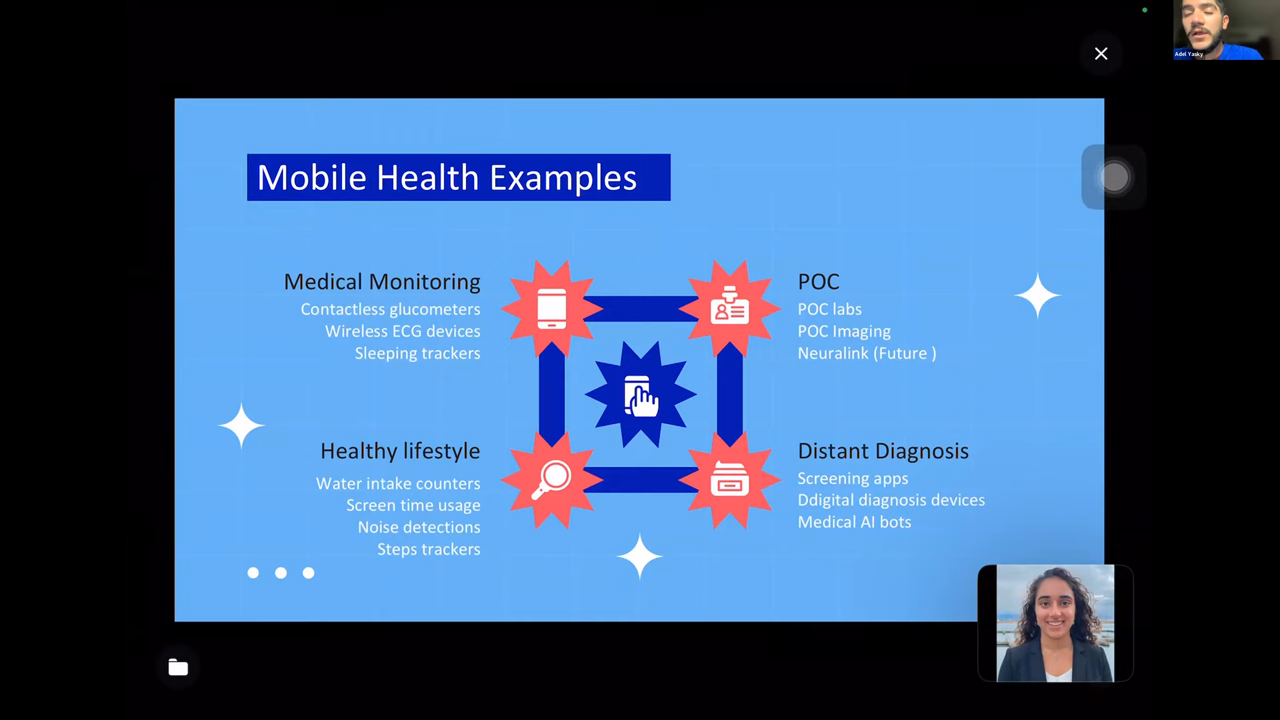 Adel Yasky
Mobile Health Examples
Medical Monitoring
Contactless glucometers
Wireless ECG devices
Sleeping trackers
POC
POC labs
POC Imaging
Neuralink (Future )
Healthy lifestyle
Water intake counters
Screen time usage
Noise detections
Steps trackers
Distant Diagnosis
Screening apps
Ddigital diagnosis devices
Medical AI bots